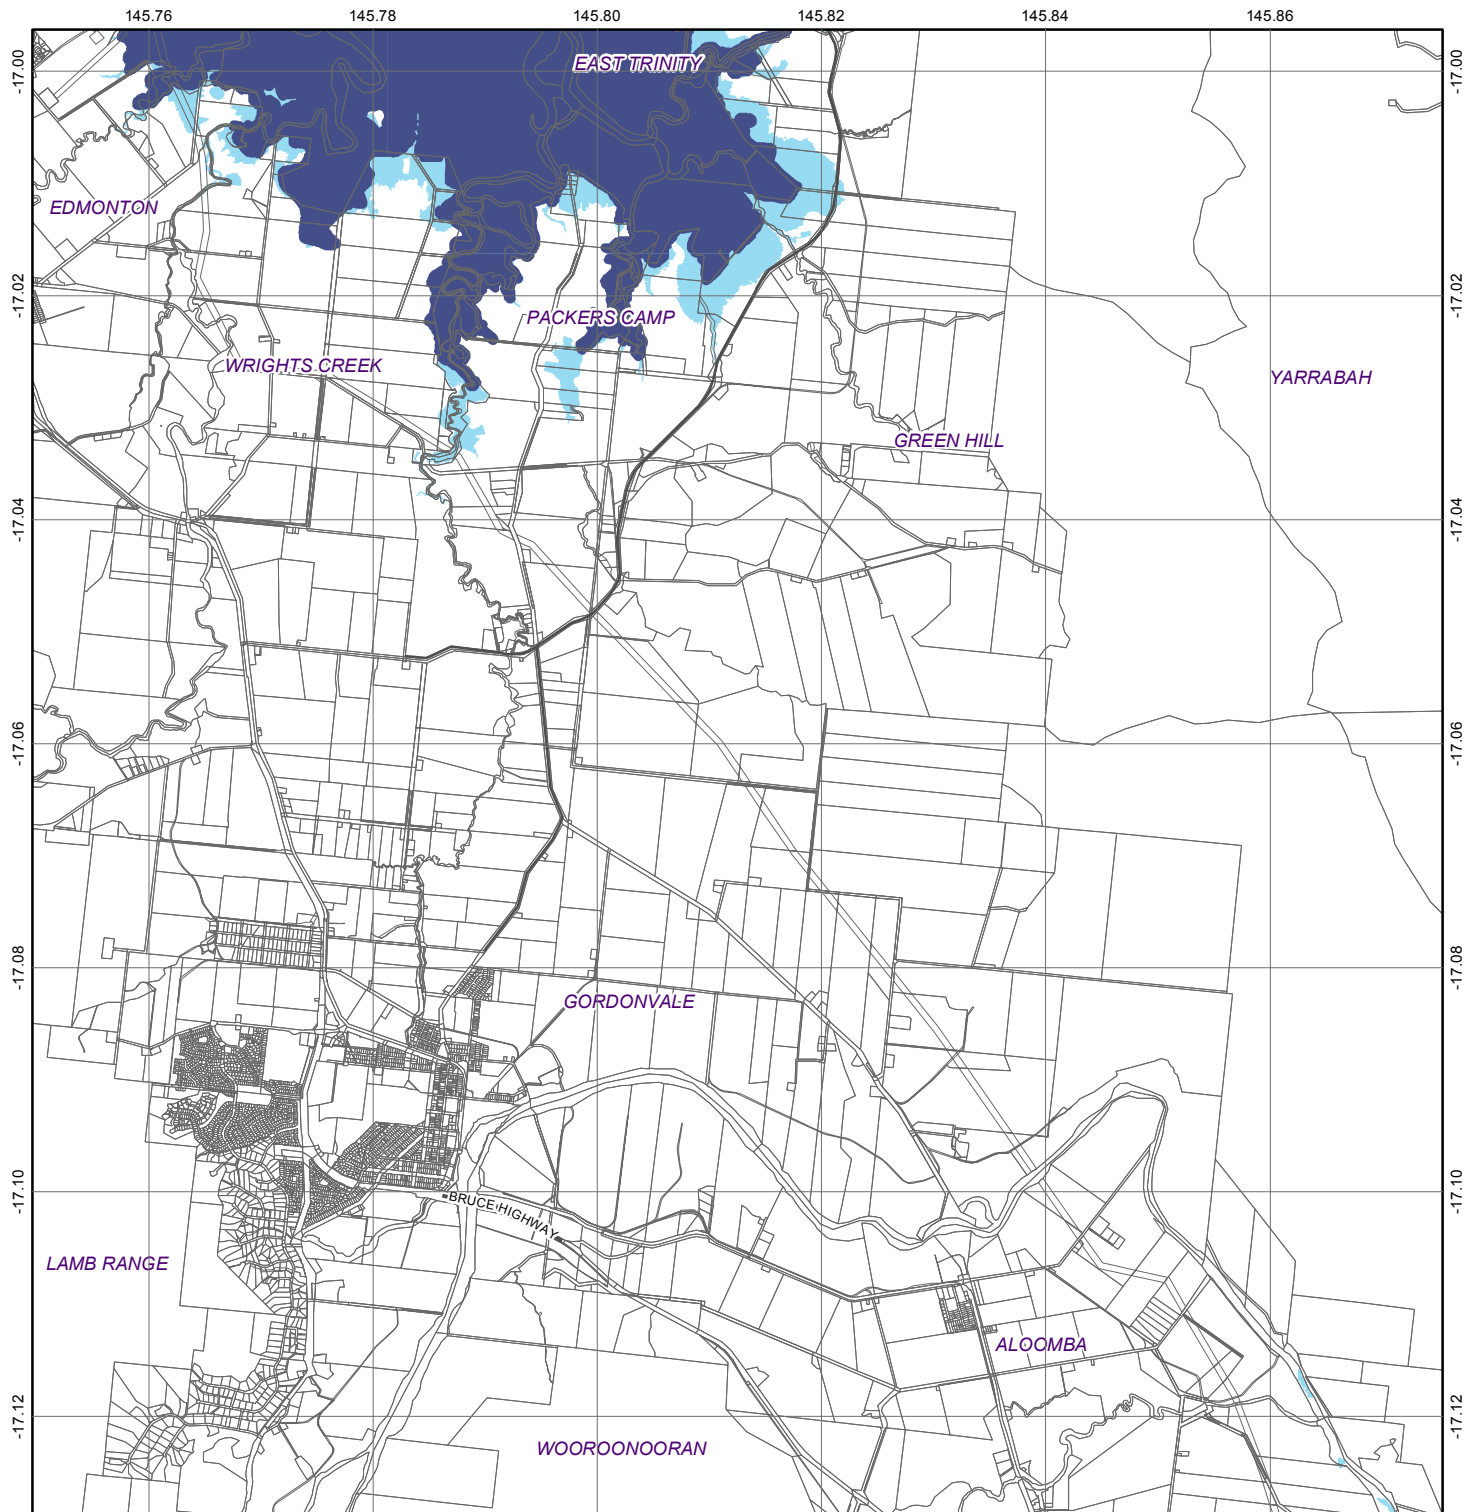 145.76
145.78
145.80
145.82
145.84
145.86
-17.00
EAST TRINITY
-17.00
EDMONTON
-17.02
PACKERS CAMP
-17.02
WRIGHTS CREEK
YARRABAH
GREEN HILL
-17.04
-17.04
-17.06
-17.06
-17.08
-17.08
GORDONVALE
-17.10
BRUCE HIGHWAY
-17.10
LAMB RANGE
ALOOMBA
-17.12
-17.12
WOOROONOORAN